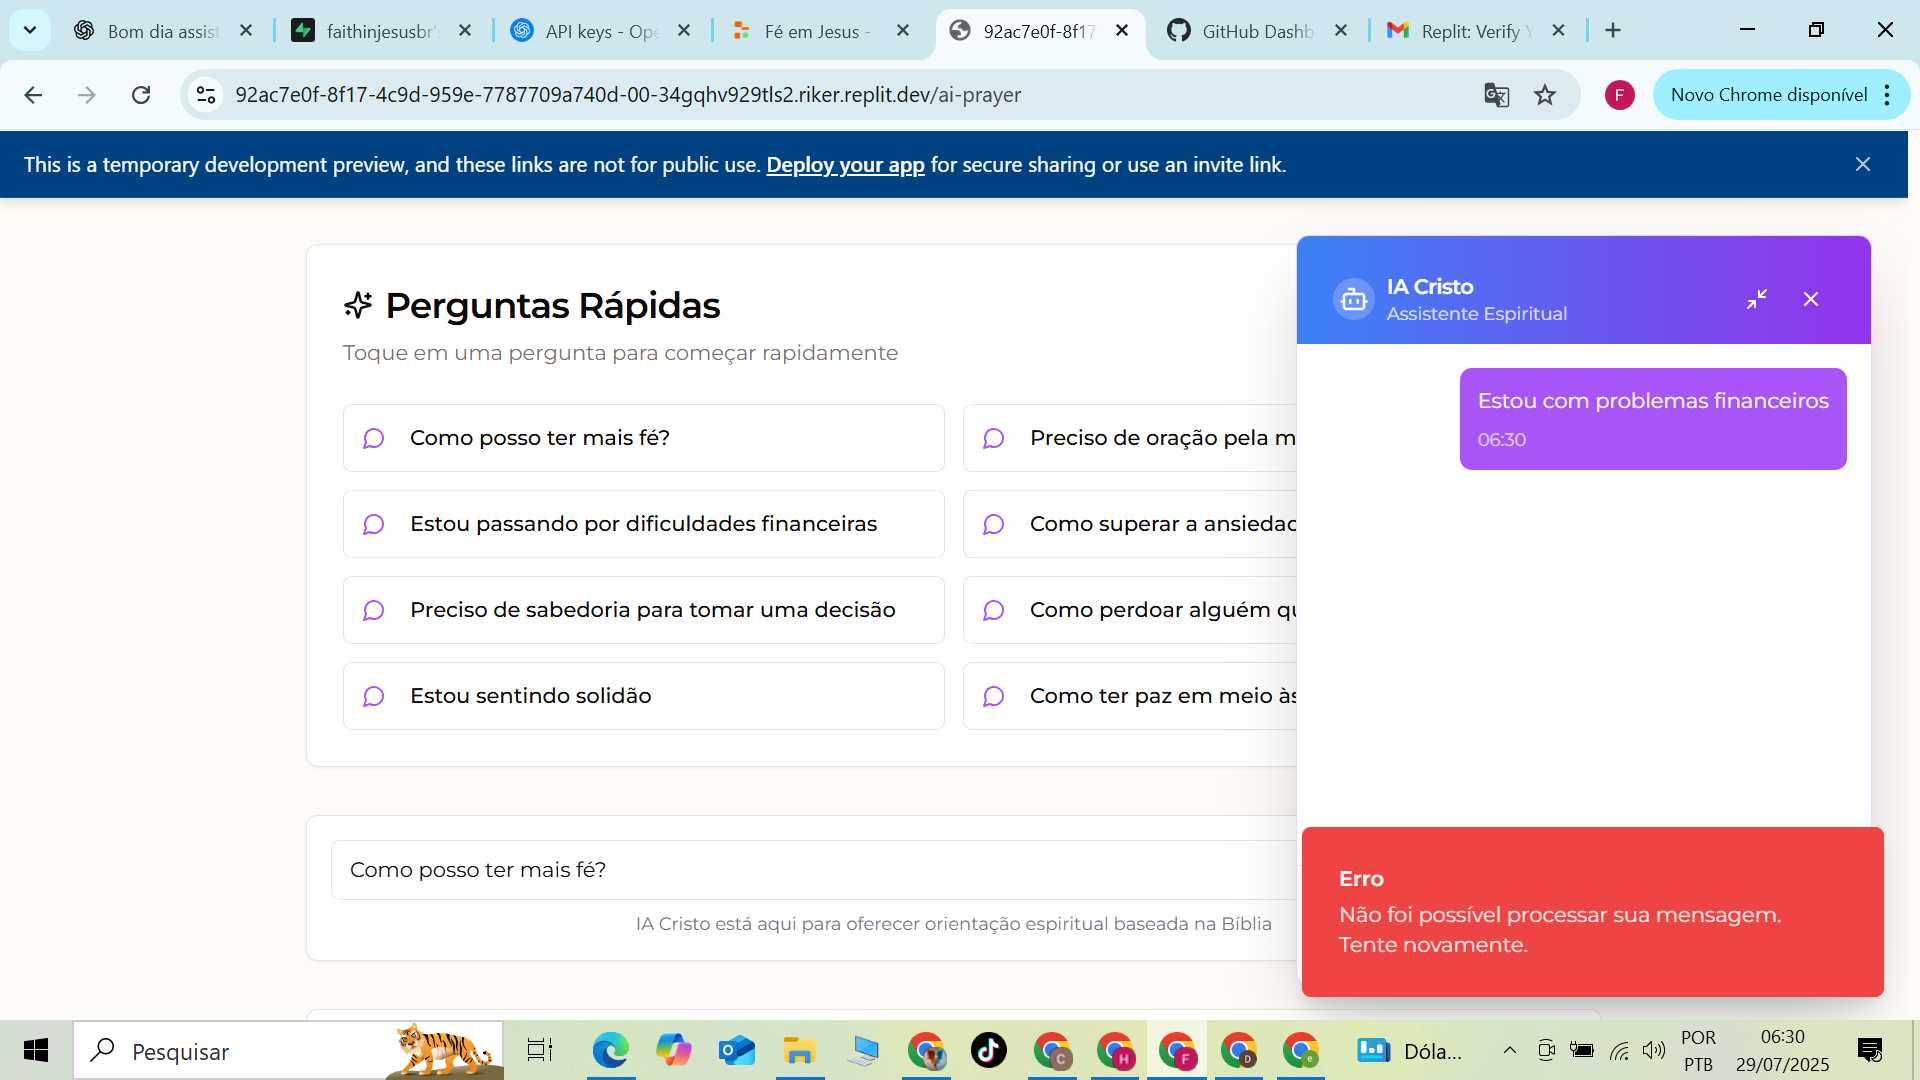 Bom dia assist
faithinjesusbr's
API keys - Ope
Fé em Jesus -
92ac7e0f-8f17
GitHub Dashb
Replit: Verify Y
92ac7e0f-8f17-4c9d-959e-7787709a740d-00-34gqhv929tls2.riker.replit.dev/ai-prayer
F
Novo Chrome disponível
This is a temporary development preview, and these links are not for public use. Deploy your app for secure sharing or use an invite link.
Perguntas Rápidas
Toque em uma pergunta para começar rapidamente
Como posso ter mais fé?
Preciso de oração pela m
Estou passando por dificuldades financeiras
Como superar a ansiedad
Preciso de sabedoria para tomar uma decisão
Como perdoar alguém qu
Estou sentindo solidão
Como ter paz em meio às
Como posso ter mais fé?
IA Cristo está aqui para oferecer orientação espiritual baseada na Bíblia
IA Cristo
Assistente Espiritual
Estou com problemas financeiros
06:30
Erro
Não foi possível processar sua mensagem.
Tente novamente.
Pesquisar
C
H
F
D
e
Dóla...
POR
PTB
06:30
29/07/2025